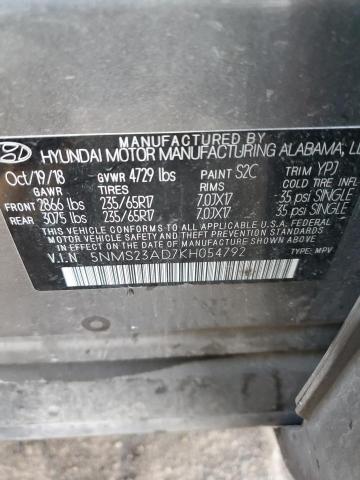 MANUFACTURED BY
HYUNDAI MOTOR MANUFACTURING ALABAMA, LL
Oct/19/18 GVWR 4729 lbs PAINT S2C TRIM YPJ
GAWR TIRES RIMS COLD TIRE INFL
FRONT 2866 lbs 235/65R17 7.0JX17 35 psi SINGLE
REAR 3075 lbs 235/65R17 7.0JX17 35 psi SINGLE
THIS VEHICLE CONFORMS TO ALL APPLICABLE U.S. FEDERAL
MOTOR VEHICLE SAFETY, BUMPER, AND THEFT
PREVENTION STANDARDS IN EFFECT ON THE DATE OF
MANUFACTURE SHOWN ABOVE.
V.I.N 5NMS23AD7KH054792 TYPE: MPV